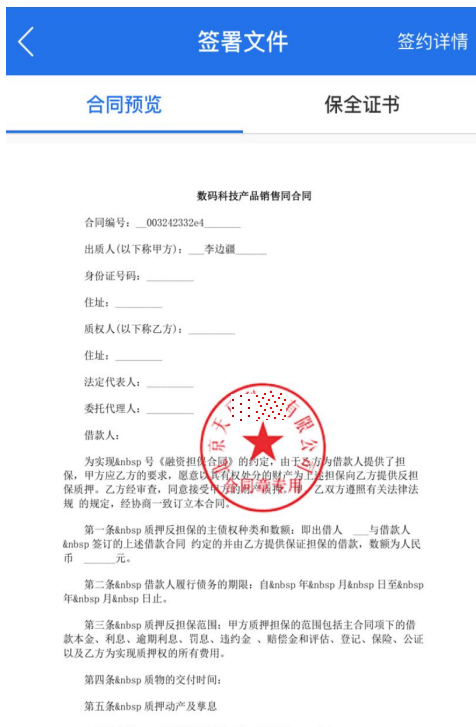 签署文件
签约详情
合同预览
保全证书
数码科技产品销售同合同
合同编号：__003242332e4_______
出质人(以下称甲方)：___李边疆______
身份证号码：_________
住址：_________
质权人(以下称乙方)：_________
住址：_________
法定代表人：_________
委托代理人：_________
借款人：
为实现&nbsp 号《融资担保合同》的约定，由于乙方为借款人提供了担
保，甲方应乙方的要求，愿意以其有权处分的财产为上述担保向乙方提供反担
保质押。乙方经审查，同意接受甲方的财产质押。甲、乙双方遵照有关法律法
规 的规定，经协商一致订立本合同。
京天
有限公
合同章专用
第一条&nbsp 质押反担保的主债权种类和数额：即出借人 ___与借款人
&nbsp 签订的上述借款合同 约定的并由乙方提供保证担保的借款，数额为人民
币 ______元。
第二条&nbsp 借款人履行债务的期限：自&nbsp 年&nbsp 月&nbsp 日至&nbsp
年&nbsp 月&nbsp 日止。
第三条&nbsp 质押反担保范围：甲方质押担保的范围包括主合同项下的借
款本金、利息、逾期利息、罚息、违约金 、赔偿金和评估、登记、保险、公证
以及乙方为实现质押权的所有费用。
第四条&nbsp 质物的交付时间：
第五条&nbsp 质押动产及孳息